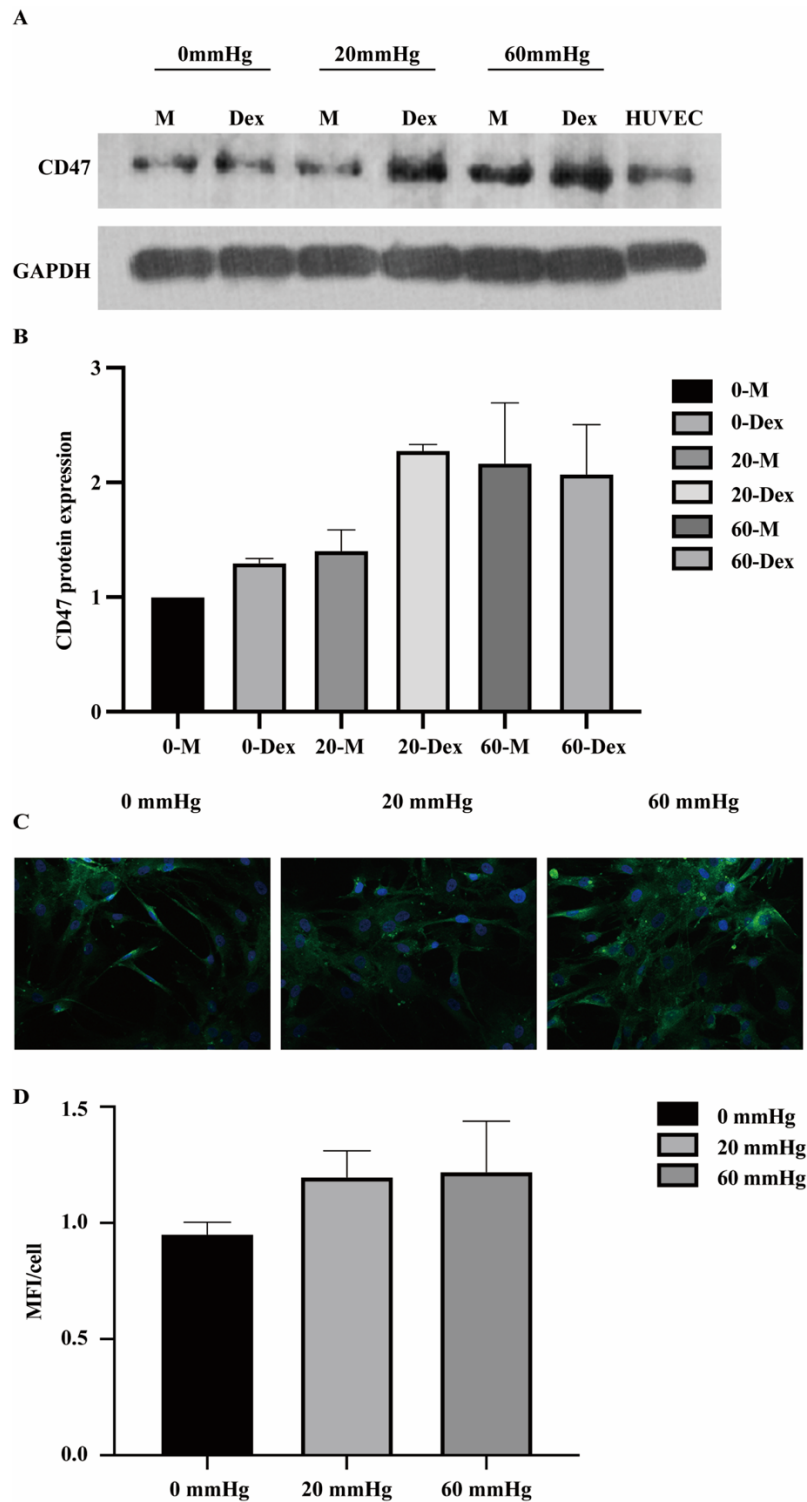 A
0mmHg 20mmHg 60mmHg
M Dex M Dex M Dex HUVEC
CD47
GAPDH
B
CD47 protein expression
3
2
1
0
0-M 0-Dex 20-M 20-Dex 60-M 60-Dex
0-M
0-Dex
20-M
20-Dex
60-M
60-Dex
0 mmHg 20 mmHg 60 mmHg
C
D
MFI/cell
1.5
1.0
0.5
0.0
0 mmHg 20 mmHg 60 mmHg
0 mmHg
20 mmHg
60 mmHg